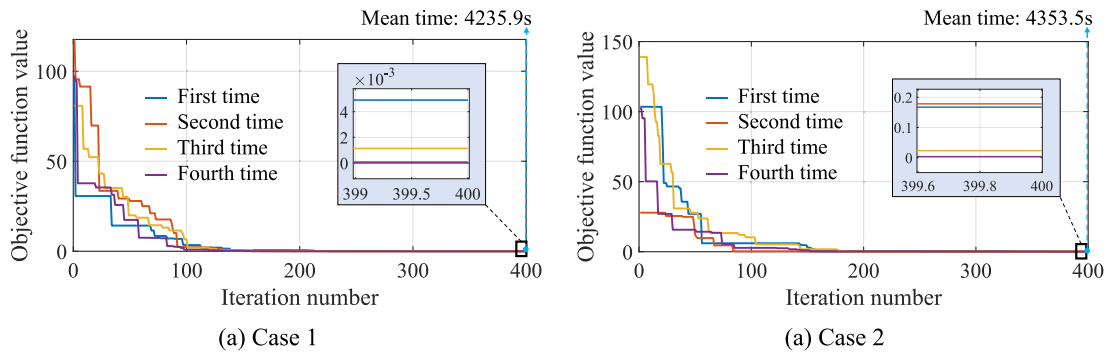 Mean time: 4235.9s
Objective function value
100
50
0
First time
Second time
Third time
Fourth time
×10⁻³
4
2
0
399
399.5
400
0
100
200
300
400
Iteration number
(a) Case 1
Mean time: 4353.5s
Objective function value
150
100
50
0
First time
Second time
Third time
Fourth time
0.2
0.1
0
399.6
399.8
400
0
100
200
300
400
Iteration number
(a) Case 2